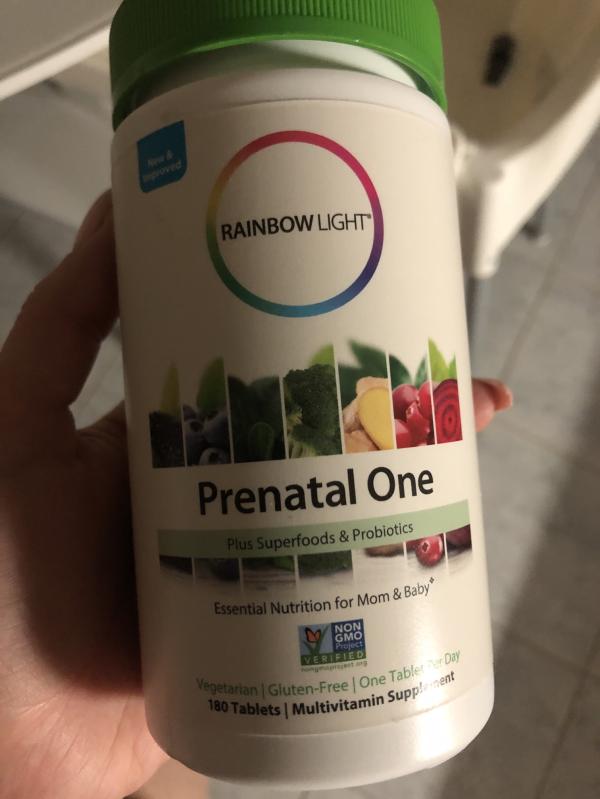 New &
Improved
RAINBOW LIGHT®
Prenatal One
Plus Superfoods & Probiotics
Essential Nutrition for Mom & Baby‡
NON
GMO
Project
VERIFIED
nongmoproject.org
Vegetarian | Gluten-Free | One Tablet Per Day
180 Tablets | Multivitamin Supplement